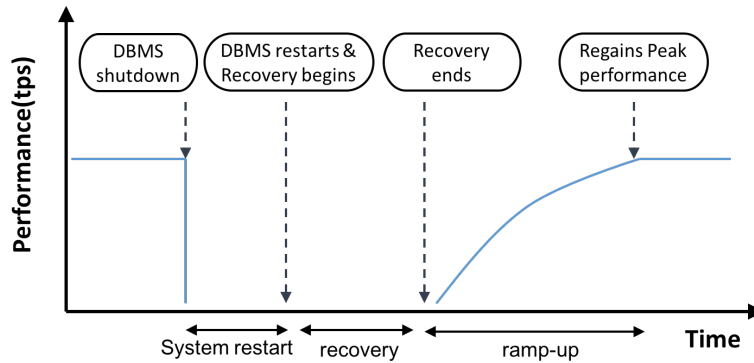 DBMS
shutdown
DBMS restarts &
Recovery begins
Recovery
ends
Regains Peak
performance
Performance(tps)
System restart
recovery
ramp-up
Time